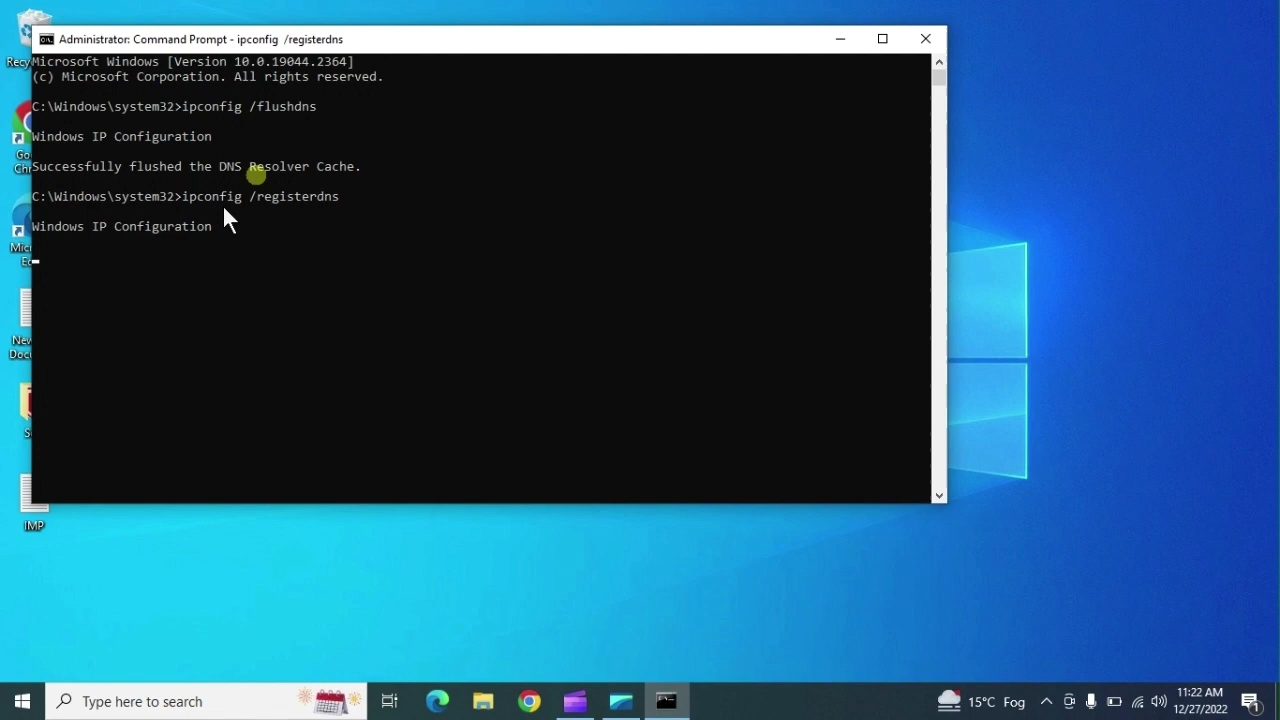 Administrator: Command Prompt - ipconfig  /registerdns
Microsoft Windows [Version 10.0.19044.2364]
(c) Microsoft Corporation. All rights reserved.
C:\Windows\system32>ipconfig /flushdns
Windows IP Configuration
Successfully flushed the DNS Resolver Cache.
C:\Windows\system32>ipconfig /registerdns
Windows IP Configuration
IMP
Type here to search
15°C Fog
11:22 AM
12/27/2022
1